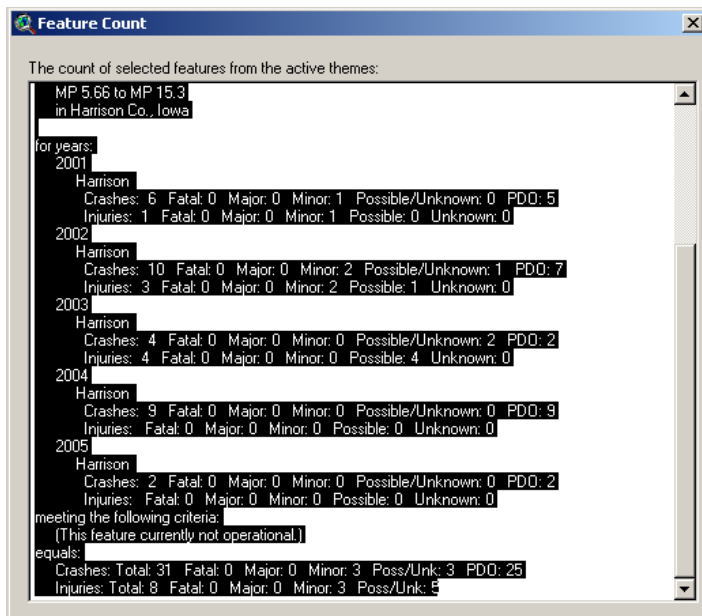 Feature Count
The count of selected features from the active themes:
MP 5.66 to MP 15.3
in Harrison Co., Iowa
for years:
2001
Harrison
Crashes: 6 Fatal: 0 Major: 0 Minor: 1 Possible/Unknown: 0 PDO: 5
Injuries: 1 Fatal: 0 Major: 0 Minor: 1 Possible: 0 Unknown: 0
2002
Harrison
Crashes: 10 Fatal: 0 Major: 0 Minor: 2 Possible/Unknown: 1 PDO: 7
Injuries: 3 Fatal: 0 Major: 0 Minor: 2 Possible: 1 Unknown: 0
2003
Harrison
Crashes: 4 Fatal: 0 Major: 0 Minor: 0 Possible/Unknown: 2 PDO: 2
Injuries: 4 Fatal: 0 Major: 0 Minor: 0 Possible: 4 Unknown: 0
2004
Harrison
Crashes: 9 Fatal: 0 Major: 0 Minor: 0 Possible/Unknown: 0 PDO: 9
Injuries: Fatal: 0 Major: 0 Minor: 0 Possible: 0 Unknown: 0
2005
Harrison
Crashes: 2 Fatal: 0 Major: 0 Minor: 0 Possible/Unknown: 0 PDO: 2
Injuries: Fatal: 0 Major: 0 Minor: 0 Possible: 0 Unknown: 0
meeting the following criteria:
(This feature currently not operational.)
equals:
Crashes: Total: 31 Fatal: 0 Major: 0 Minor: 3 Poss/Unk: 3 PDO: 25
Injuries: Total: 8 Fatal: 0 Major: 0 Minor: 3 Poss/Unk: 5